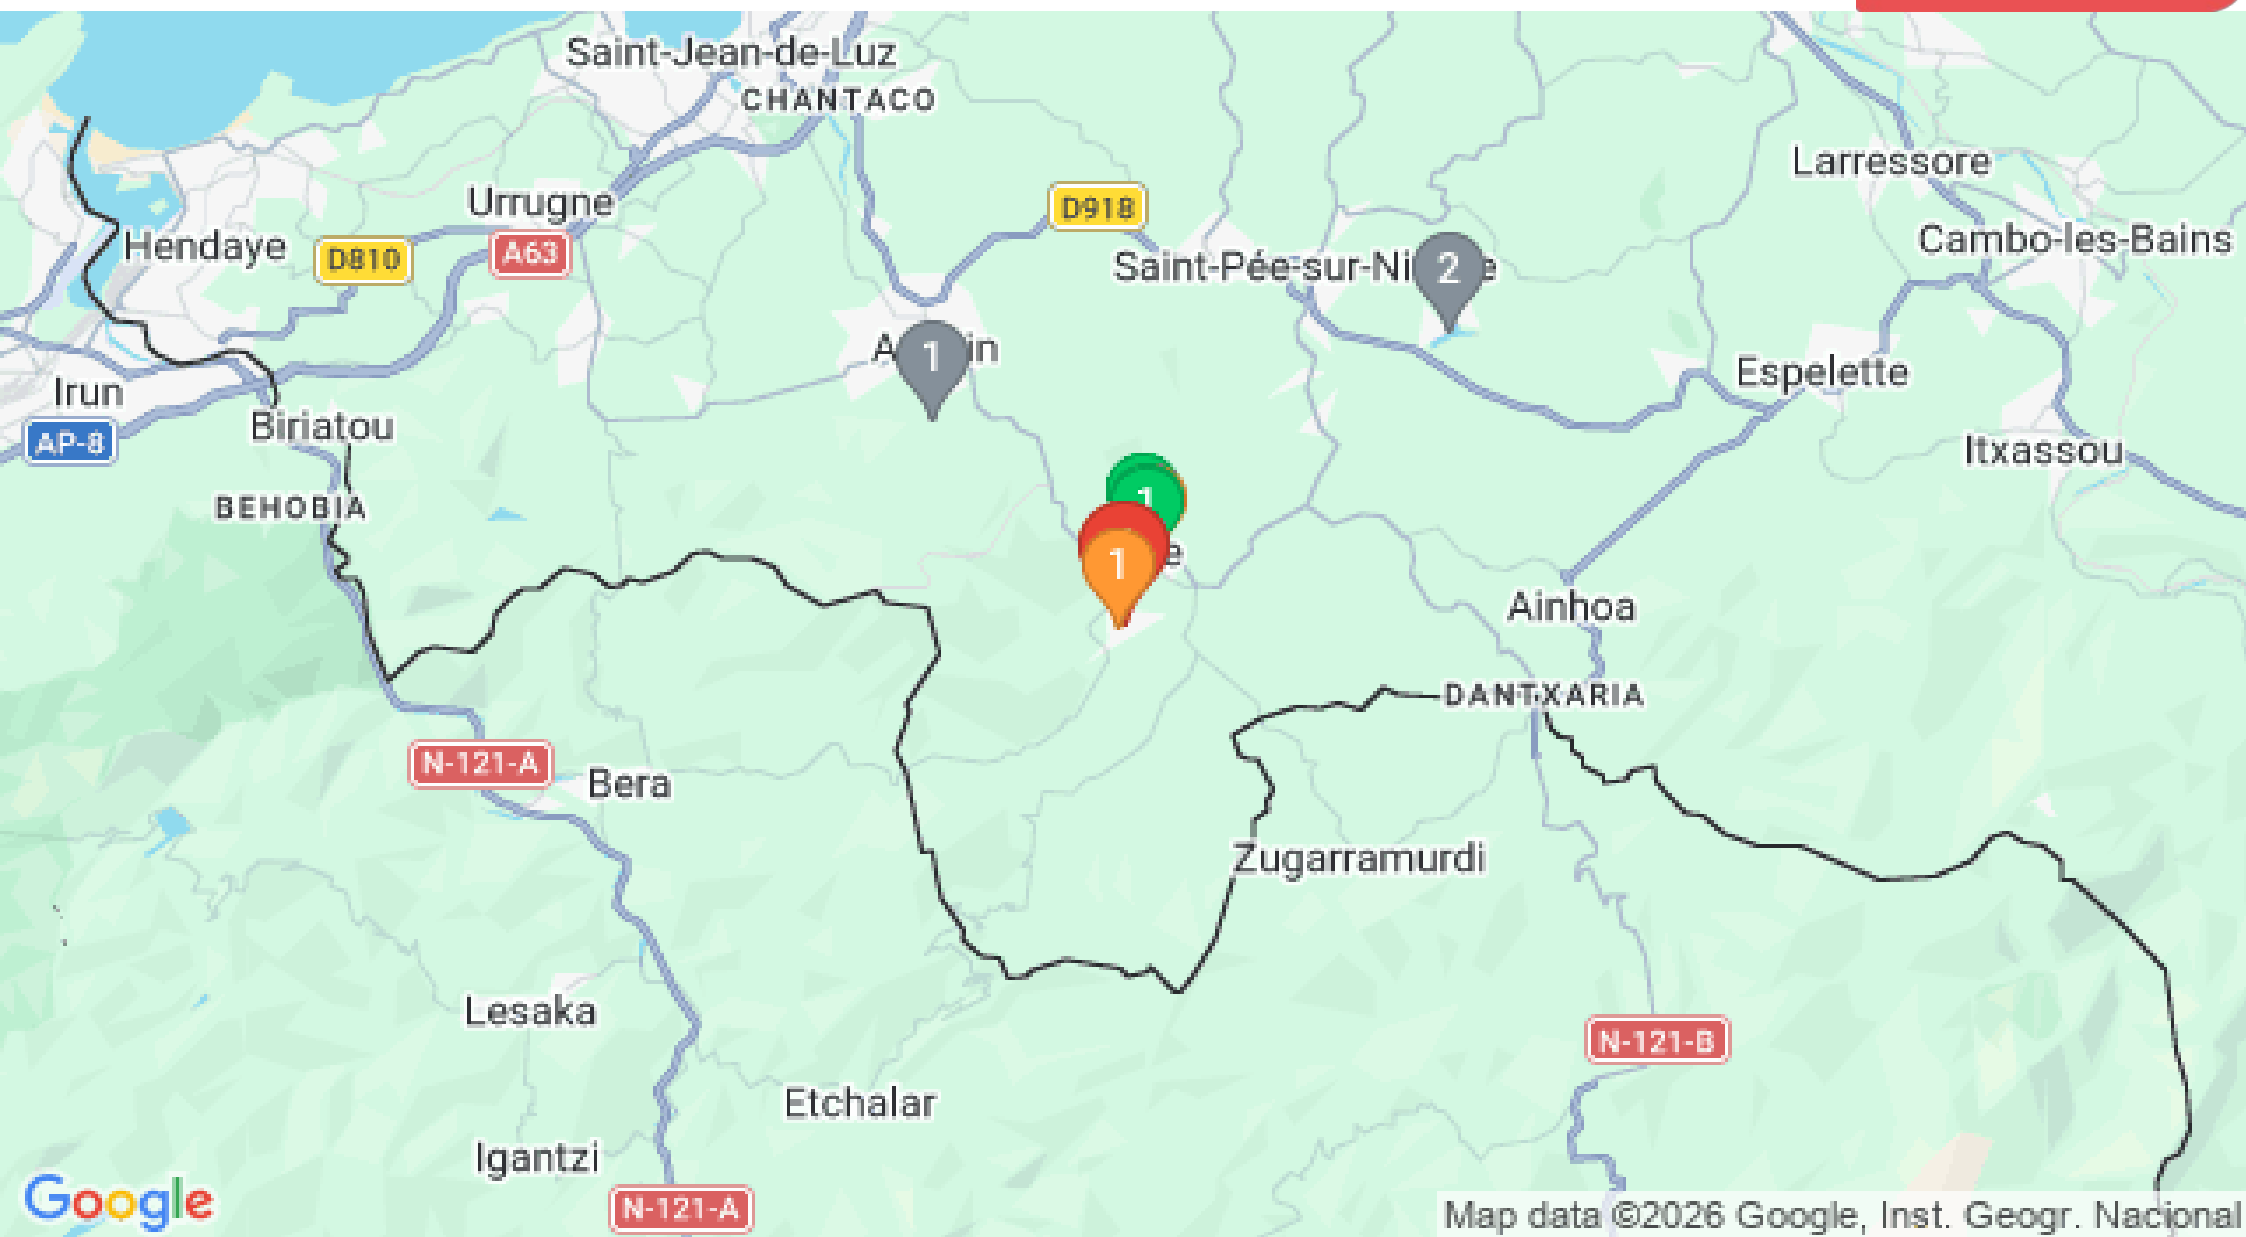 Saint-Jean-de-Luz
CHANTACO
Larressore
Urrugne
D918
Hendaye
D810
A63
Saint-Pée-sur-Ni
e
2
Cambo-les-Bains
A
in
1
Irun
Espelette
AP-8
Biriatou
Itxassou
BEHOBIA
1
e
1
Ainhoa
DANTXARIA
N-121-A
Bera
Zugarramurdi
Lesaka
N-121-B
Etchalar
Igantzi
Google
N-121-A
Map data ©2026 Google, Inst. Geogr. Nacional